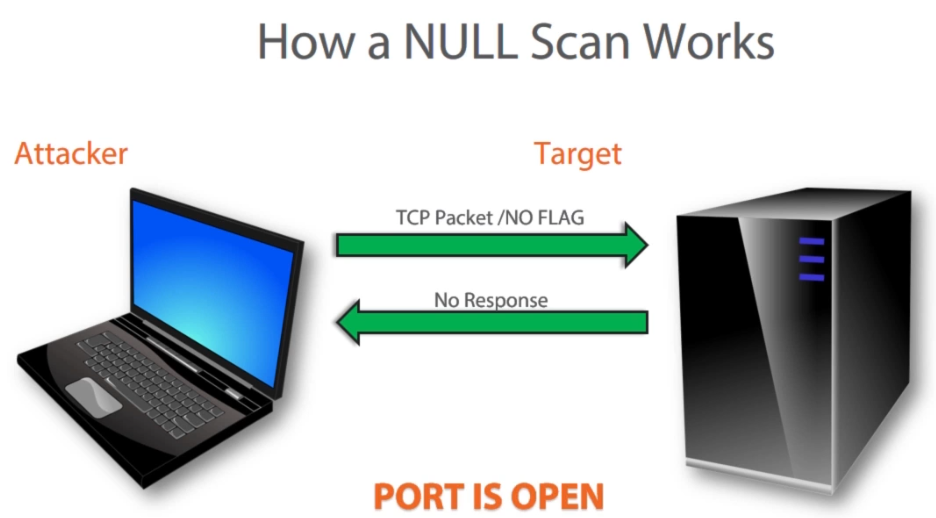 How a NULL Scan Works
Attacker
Target
TCP Packet /NO FLAG
No Response
PORT IS OPEN